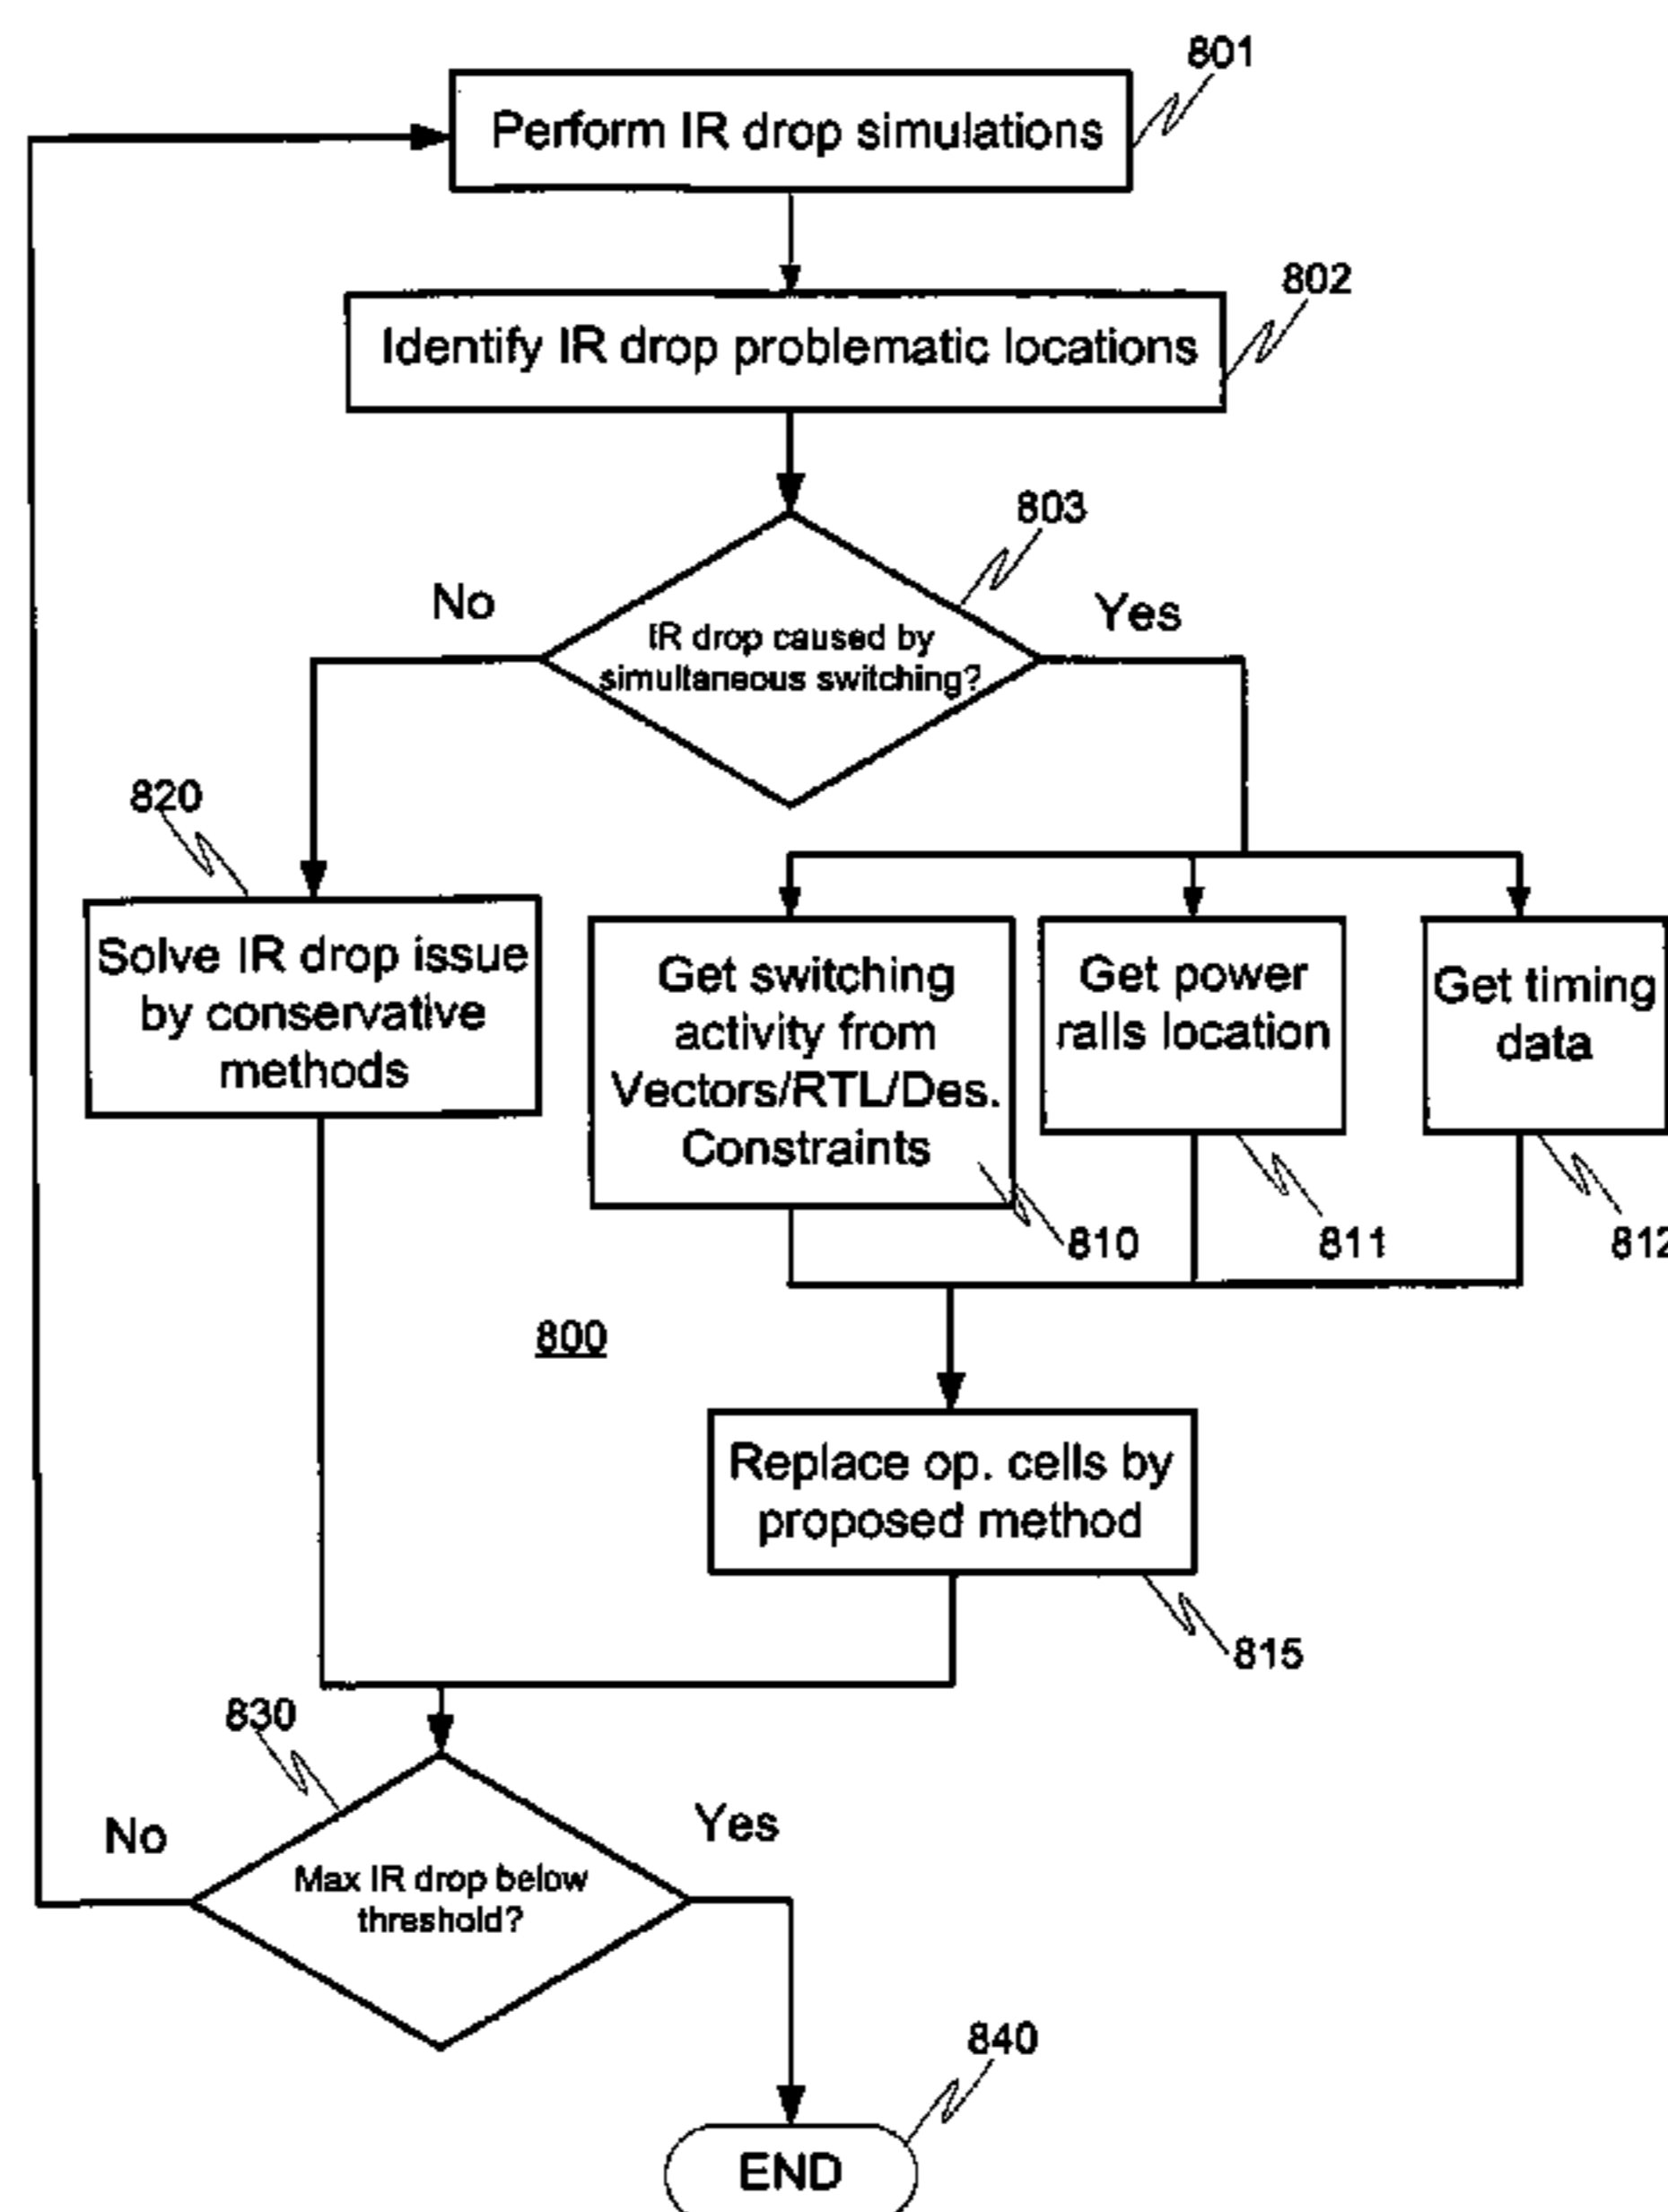 801
Perform IR drop simulations
802
Identify IR drop problematic locations
803
No
Yes
IR drop caused by
simultaneous switching?
820
Solve IR drop issue
by conservative
methods
Get switching
activity from
Vectors/RTL/Des.
Constraints
Get power
ralls location
Get timing
data
810
811
812
800
Replace op. cells by
proposed method
815
830
No
Yes
Max IR drop below
threshold?
840
END